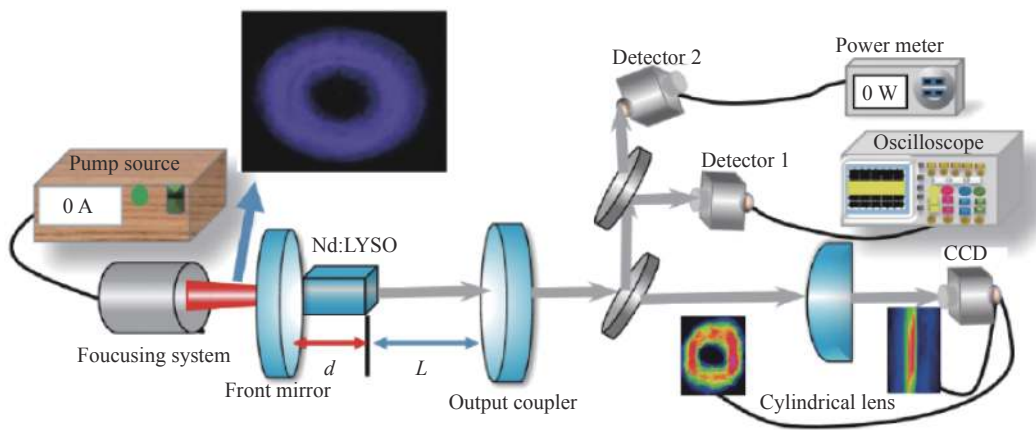 Power meter
Detector 2
0 W
Oscilloscope
Pump source
Detector 1
0 A
Nd:LYSO
CCD
Foucusing system
d
L
Front mirror
Output coupler
Cylindrical lens